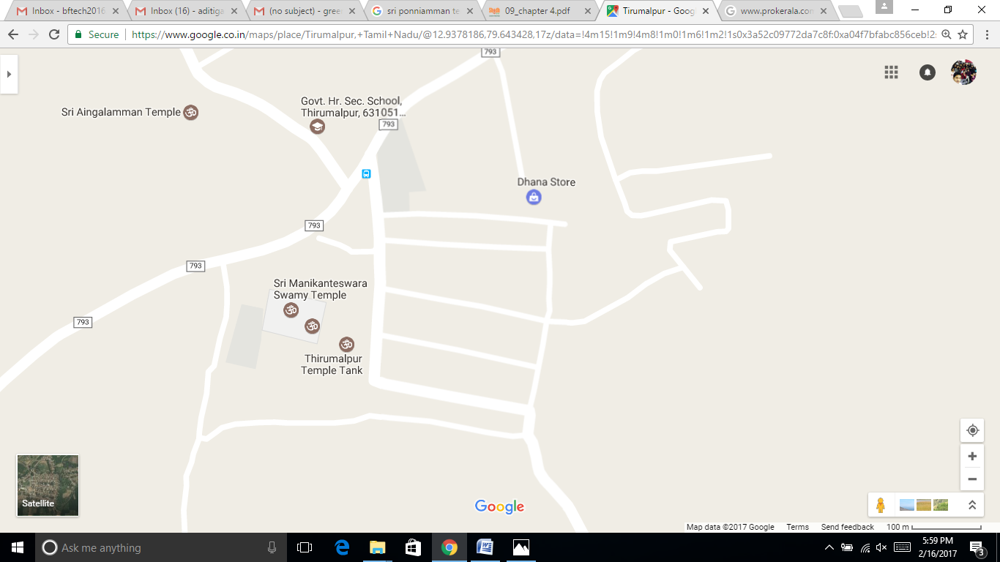 Inbox - bftech2016
Inbox (16) - aditiga
(no subject) - gree
sri ponniamman te
09_chapter 4.pdf
Tirumalpur - Goog
www.prokerala.con
Secure
https://www.google.co.in/maps/place/Tirumalpur,+Tamil+Nadu/@12.9378186,79.643428,17z/data=!4m15!1m9!4m8!1m0!1m6!1m2!1s0x3a52c09772da7c8f:0xa04f7bfabc856ceb!2
793
Govt. Hr. Sec. School,
Thirumalpur, 631051...
Sri Aingalamman Temple
793
Dhana Store
793
793
Sri Manikanteswara
Swamy Temple
793
Thirumalpur
Temple Tank
Satellite
Google
Map data ©2017 Google
Terms
Send feedback
100 m
Ask me anything
5:59 PM
2/16/2017
3